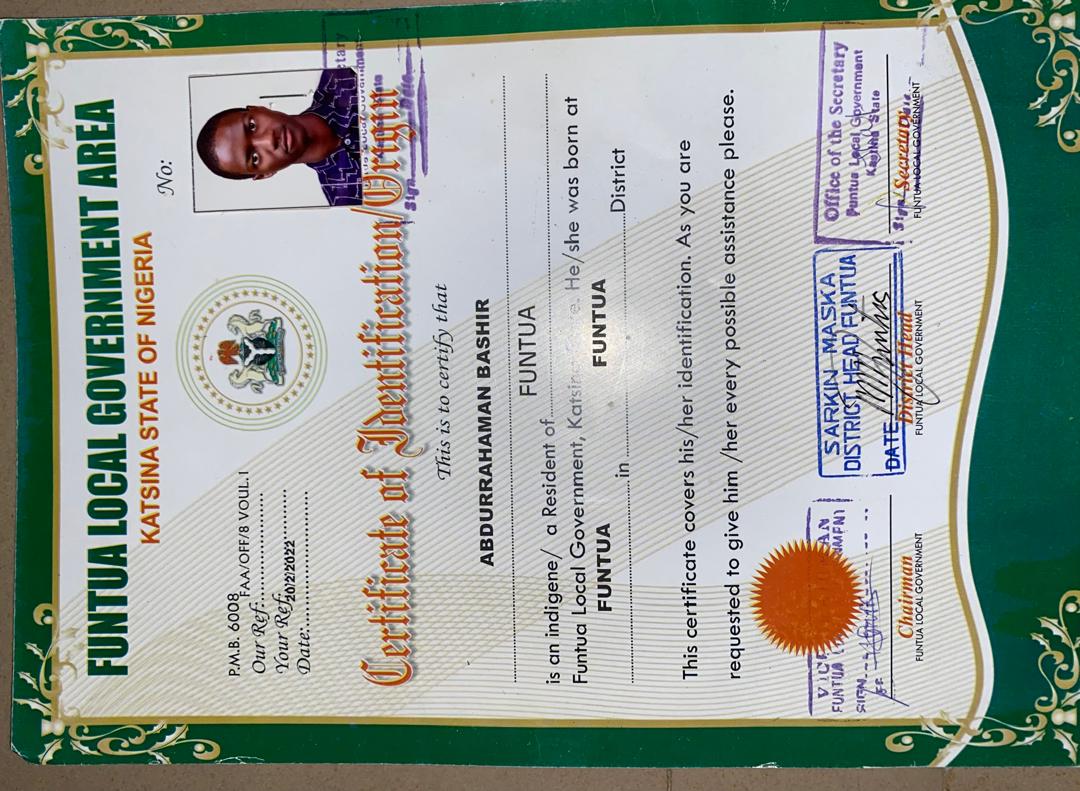 FUNTUA LOCAL GOVERNMENT AREA
KATSINA STATE OF NIGERIA
No:
P.M.B. 6008
Our Ref:....FAA/OFF/8 VOUL.1
Your Ref:....
20/2/2022
Date:....
Certificate of Identification/Origin
This is to certify that
ABDURRAHAMAN BASHIR
is an indigene/ a Resident of....FUNTUA....
Funtua Local Government, Katsina. He/she was born at
FUNTUA....in....FUNTUA....District
This certificate covers his/her identification. As you are
requested to give him /her every possible assistance please.
FUNTUA
SIGN
SARKIN MASKA
DISTRICT HEAD FUNTUA
DATE
Office of the Secretary
Funtua Local Government
Katsina State
Sign
Chairman
FUNTUA LOCAL GOVERNMENT
District Head
FUNTUA LOCAL GOVERNMENT
Secretary
FUNTUA LOCAL GOVERNMENT